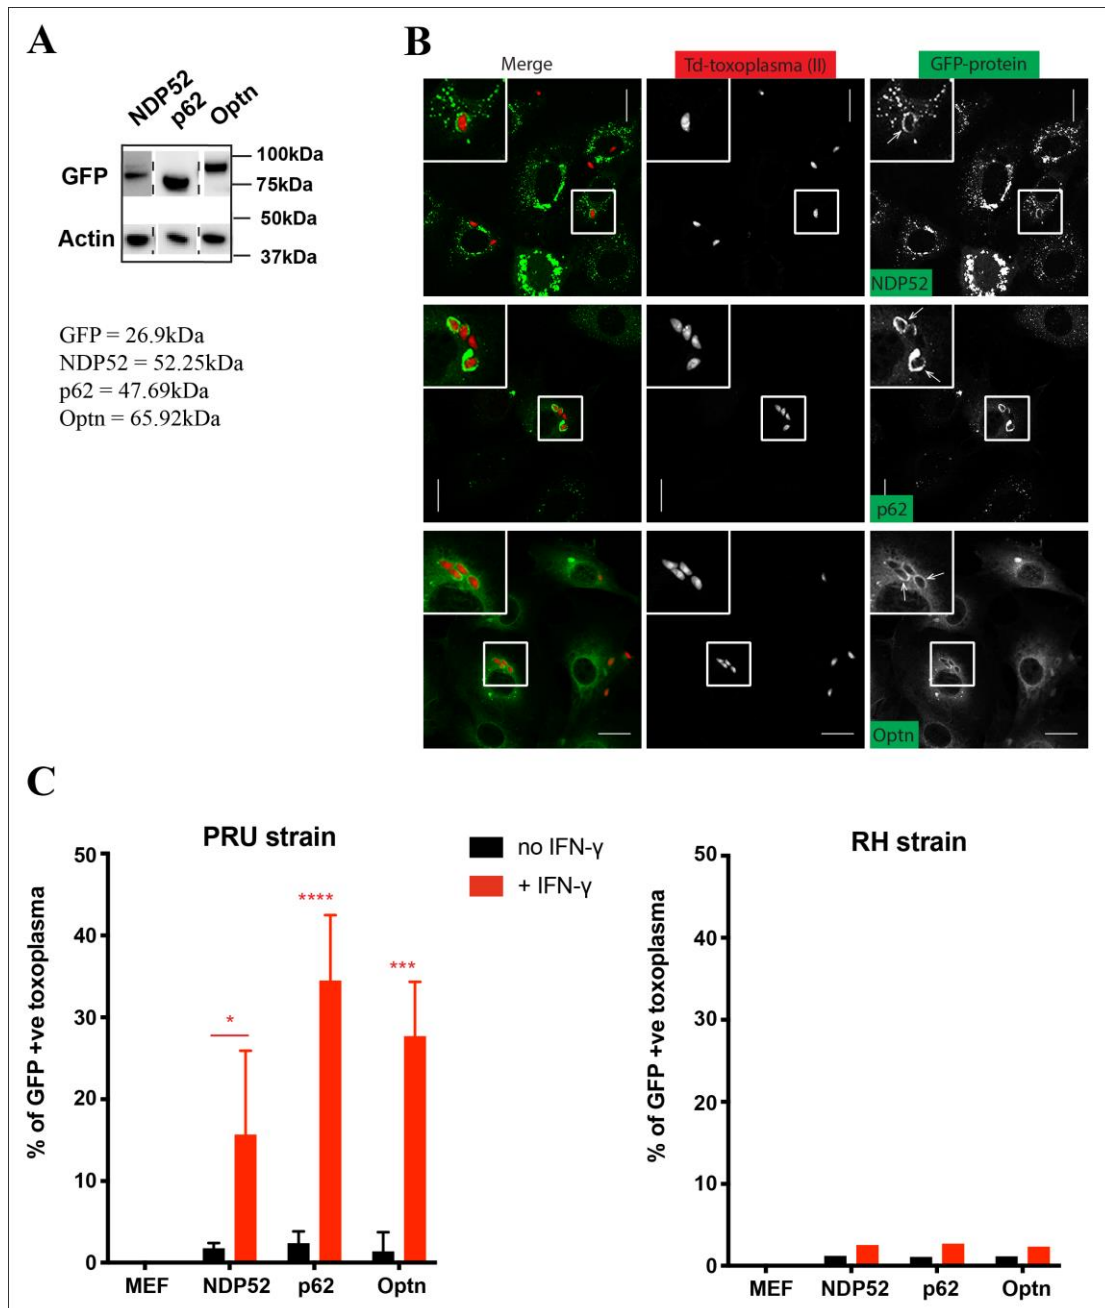 A
NDP52 p62 Optn
GFP
100kDa
75kDa
50kDa
Actin
37kDa
GFP = 26.9kDa
NDP52 = 52.25kDa
p62 = 47.69kDa
Optn = 65.92kDa
B
Merge Td-toxoplasma (II) GFP-protein
NDP52
p62
Optn
C
PRU strain
% of GFP +ve toxoplasma
50
40
30
20
10
0
*
****
***
MEF NDP52 p62 Optn
no IFN-γ
+ IFN-γ
RH strain
% of GFP +ve toxoplasma
50
40
30
20
10
0
MEF NDP52 p62 Optn